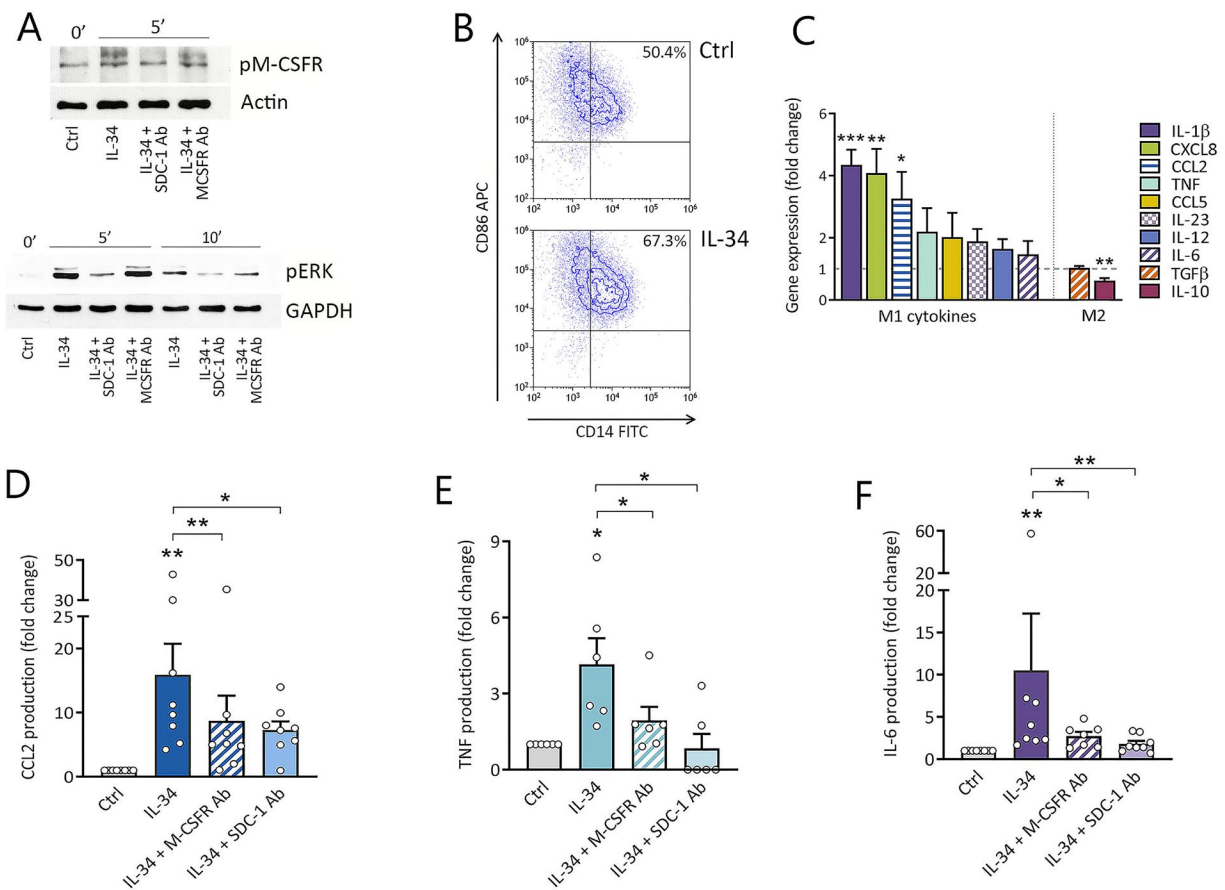 A
0’
5’
pM-CSFR
Actin
Ctrl
IL-34
IL-34 +
SDC-1 Ab
IL-34 +
MCSFR Ab
0’
5’
10’
pERK
GAPDH
Ctrl
IL-34
IL-34 +
SDC-1 Ab
IL-34 +
MCSFR Ab
IL-34
IL-34 +
SDC-1 Ab
IL-34 +
MCSFR Ab
B
CD86 APC
10⁶
10⁵
10⁴
10³
10²
50.4%
Ctrl
10² 10³ 10⁴ 10⁵ 10⁶
10⁶
10⁵
10⁴
10³
10²
67.3%
IL-34
10² 10³ 10⁴ 10⁵ 10⁶
CD14 FITC
C
Gene expression (fold change)
6
4
2
1
0
*** ** *
**
M1 cytokines
M2
IL-1β
CXCL8
CCL2
TNF
CCL5
IL-23
IL-12
IL-6
TGFβ
IL-10
D
CCL2 production (fold change)
50
30
25
20
10
0
*
**
**
Ctrl
IL-34
IL-34 + M-CSFR Ab
IL-34 + SDC-1 Ab
E
TNF production (fold change)
9
6
3
0
*
*
*
Ctrl
IL-34
IL-34 + M-CSFR Ab
IL-34 + SDC-1 Ab
F
IL-6 production (fold change)
60
40
20
20
15
10
5
0
**
*
**
Ctrl
IL-34
IL-34 + M-CSFR Ab
IL-34 + SDC-1 Ab